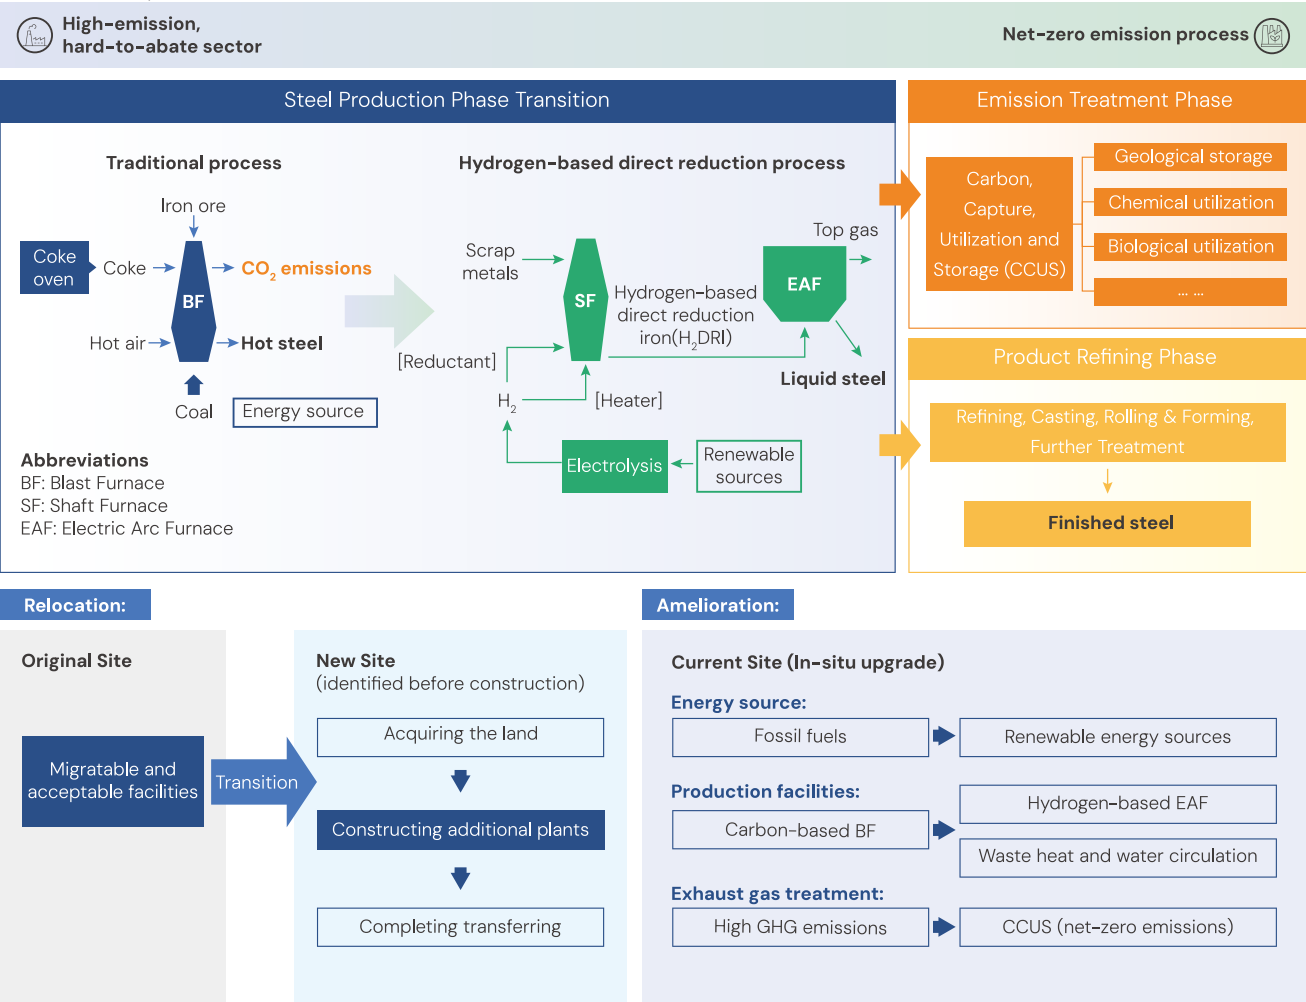 High-emission,
hard-to-abate sector
Net-zero emission process
Steel Production Phase Transition
Traditional process
Iron ore
Coke
oven
Coke
CO₂ emissions
BF
Hot air
Hot steel
Coal
Energy source
Abbreviations
BF: Blast Furnace
SF: Shaft Furnace
EAF: Electric Arc Furnace
Hydrogen-based direct reduction process
Scrap
metals
SF
Top gas
EAF
Hydrogen-based
direct reduction
iron(H₂DRI)
[Reductant]
Liquid steel
H₂
[Heater]
Electrolysis
Renewable
sources
Emission Treatment Phase
Carbon,
Capture,
Utilization and
Storage (CCUS)
Geological storage
Chemical utilization
Biological utilization
... ...
Product Refining Phase
Refining, Casting, Rolling & Forming,
Further Treatment
Finished steel
Relocation:
Original Site
Migratable and
acceptable facilities
Transition
New Site
(identified before construction)
Acquiring the land
Constructing additional plants
Completing transferring
Amelioration:
Current Site (In-situ upgrade)
Energy source:
Fossil fuels
Renewable energy sources
Production facilities:
Carbon-based BF
Hydrogen-based EAF
Waste heat and water circulation
Exhaust gas treatment:
High GHG emissions
CCUS (net-zero emissions)